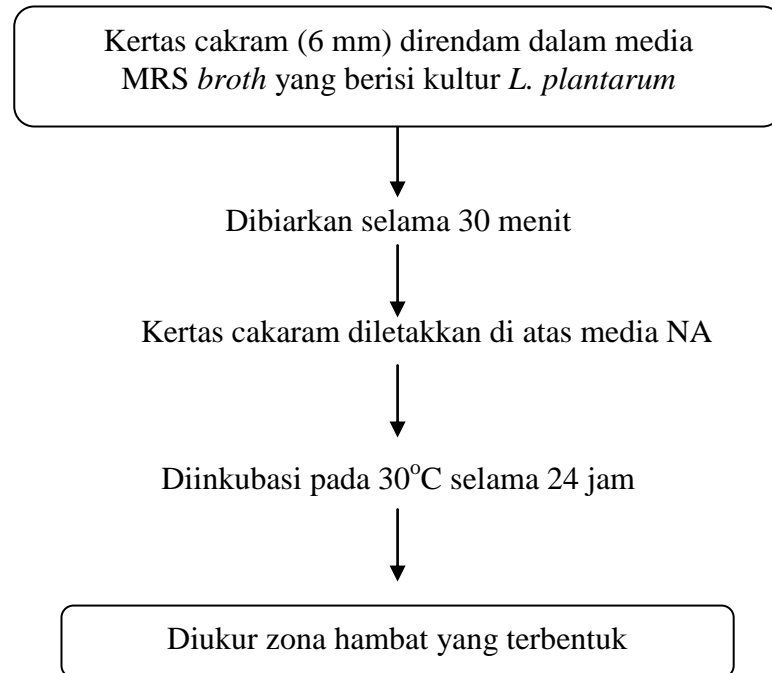 Kertas cakram (6 mm) direndam dalam media
MRS broth yang berisi kultur L. plantarum
Dibiarkan selama 30 menit
Kertas cakaram diletakkan di atas media NA
Diinkubasi pada 30°C selama 24 jam
Diukur zona hambat yang terbentuk